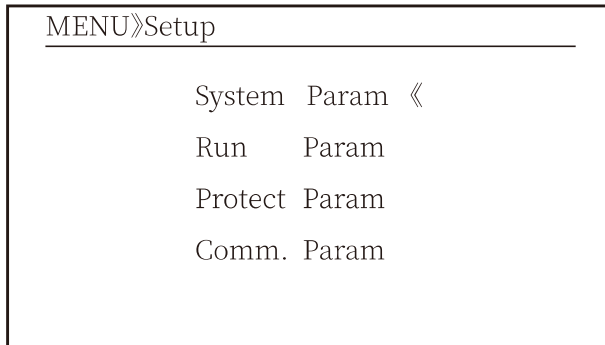 MENU》Setup
System Param 《
Run Param
Protect Param
Comm. Param